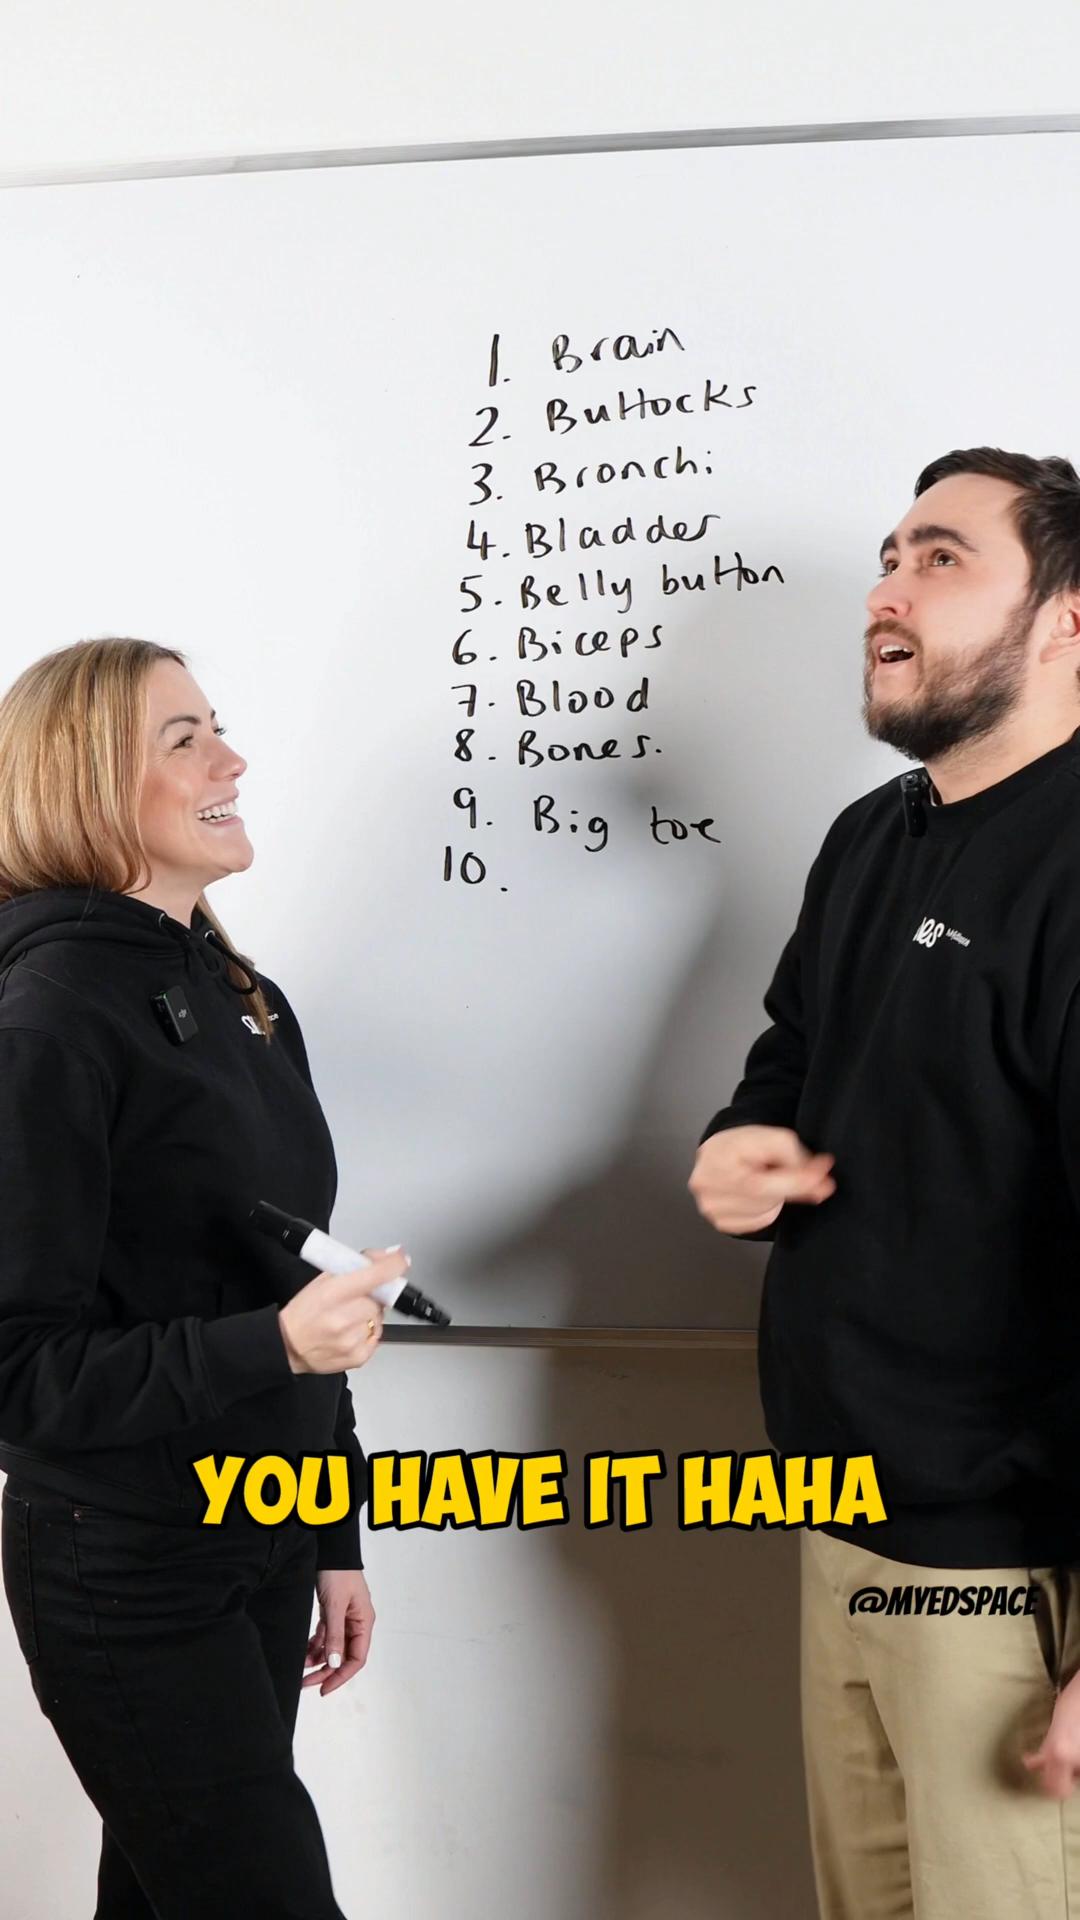 1. Brain
2. Buttocks
3. Bronchi
4. Bladder
5. Belly button
6. Biceps
7. Blood
8. Bones.
9. Big toe
10.
YOU HAVE IT HAHA
@MYEDSPACE